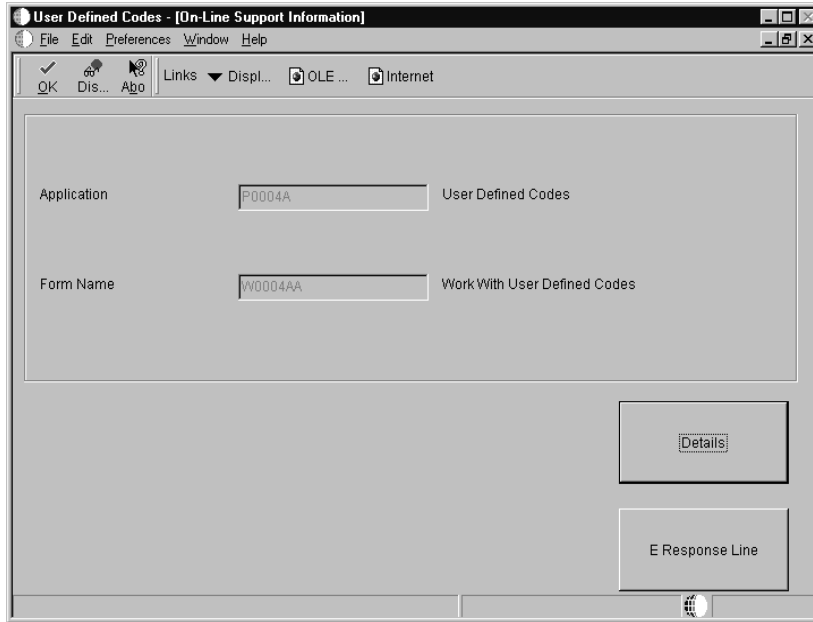 User Defined Codes - [On-Line Support Information]
File Edit Preferences Window Help
OK Dis... Abo Links Displ... OLE ... Internet
Application P0004A User Defined Codes
Form Name W0004AA Work With User Defined Codes
Details
E Response Line